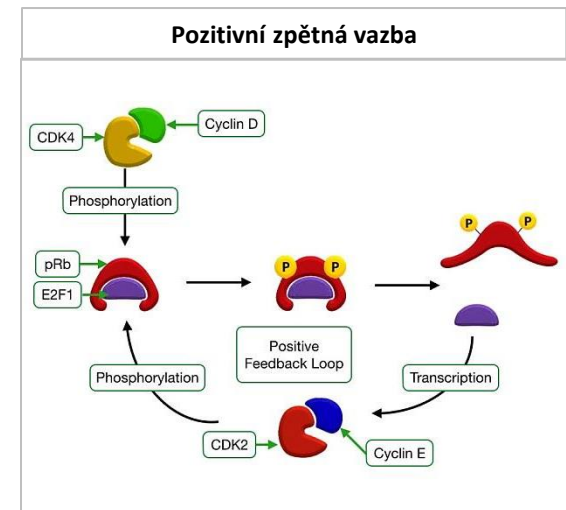 Pozitivní zpětná vazba
Cyclin D
CDK4
Phosphorylation
P
P
pRb
P
P
E2F1
Positive
Feedback Loop
Phosphorylation
Transcription
CDK2
Cyclin E